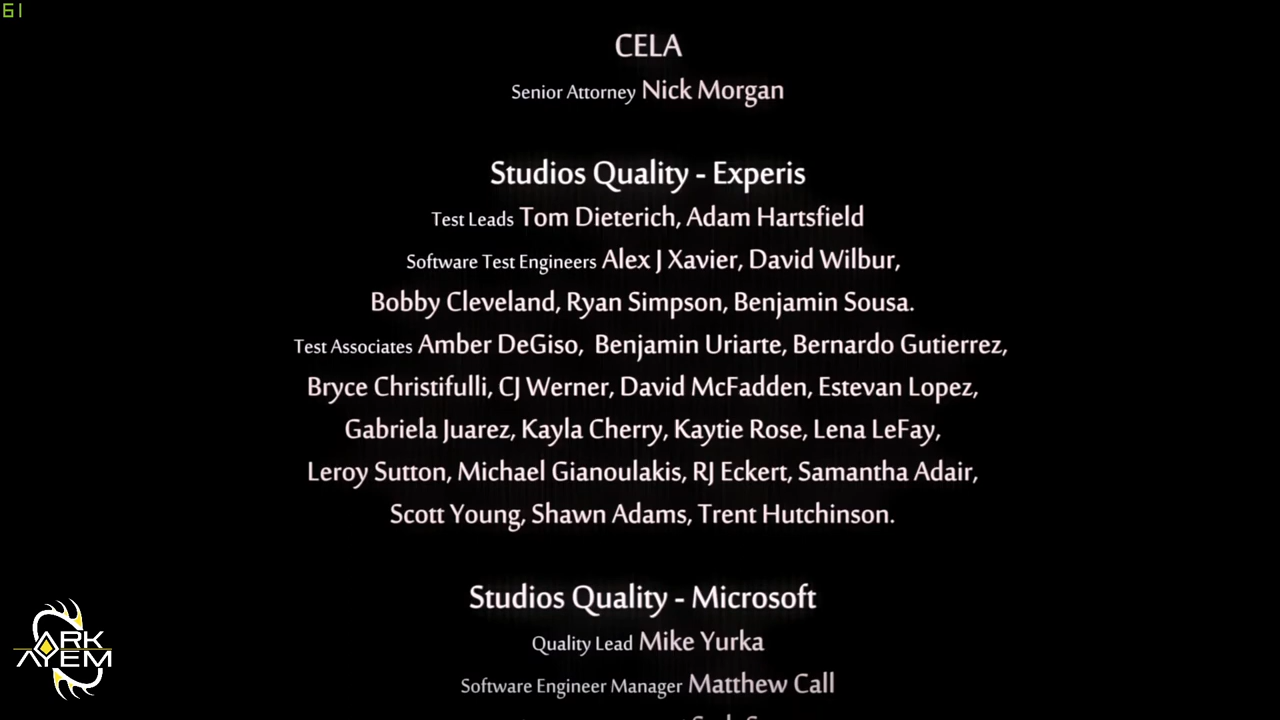 61
CELA
Senior Attorney Nick Morgan
Studios Quality - Experis
Test Leads Tom Dieterich, Adam Hartsfield
Software Test Engineers Alex J Xavier, David Wilbur,
Bobby Cleveland, Ryan Simpson, Benjamin Sousa.
Test Associates Amber DeGiso,  Benjamin Uriarte, Bernardo Gutierrez,
Bryce Christifulli, CJ Werner, David McFadden, Estevan Lopez,
Gabriela Juarez, Kayla Cherry, Kaytie Rose, Lena LeFay,
Leroy Sutton, Michael Gianoulakis, RJ Eckert, Samantha Adair,
Scott Young, Shawn Adams, Trent Hutchinson.
Studios Quality - Microsoft
Quality Lead Mike Yurka
Software Engineer Manager Matthew Call
ARK
AYEM